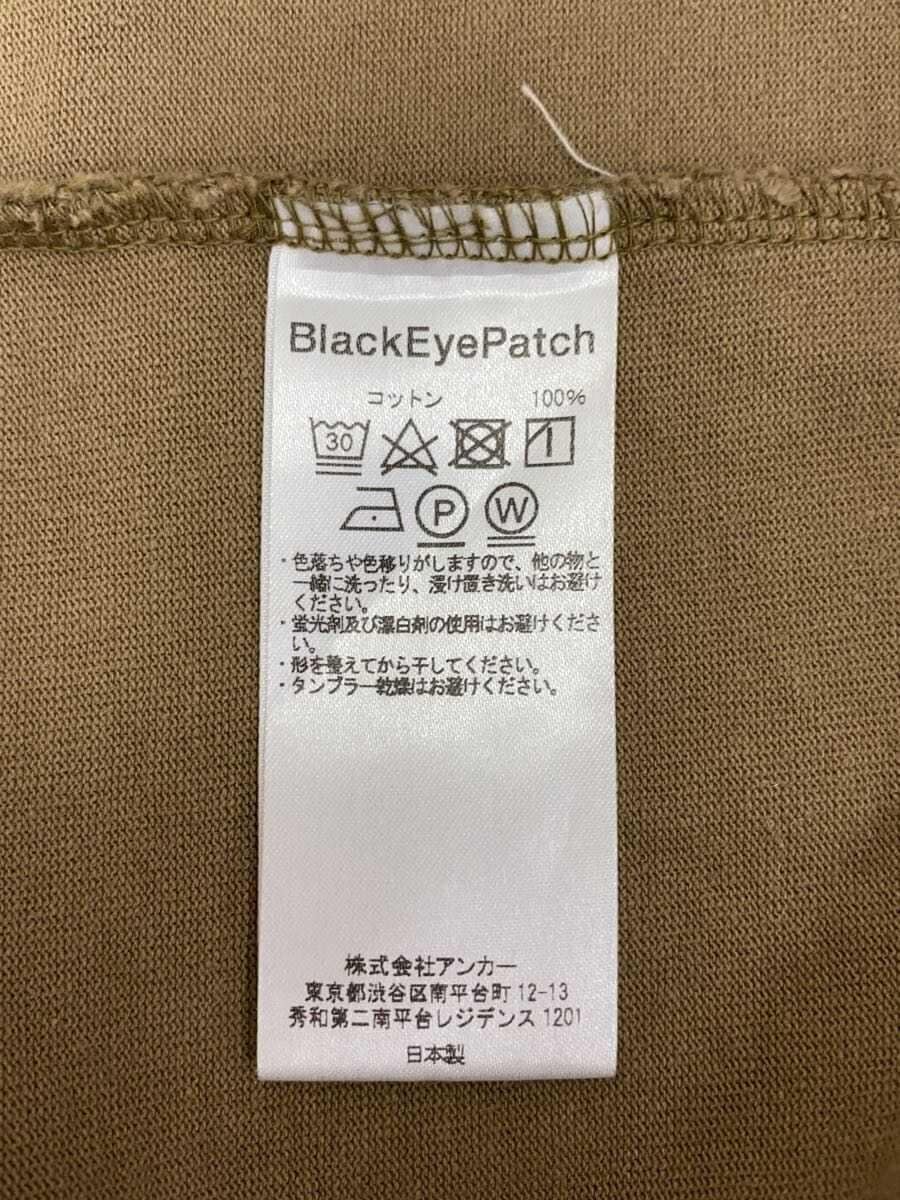 BlackEyePatch
コットン 100%
30
P W
・色落ちや色移りがしますので、他の物と
一緒に洗ったり、浸け置き洗いはお避け
ください。
・蛍光剤及び漂白剤の使用はお避けくださ
い。
・形を整えてから干してください。
・タンブラー乾燥はお避けください。
株式会社アンカー
東京都渋谷区南平台町12-13
秀和第二南平台レジデンス1201
日本製